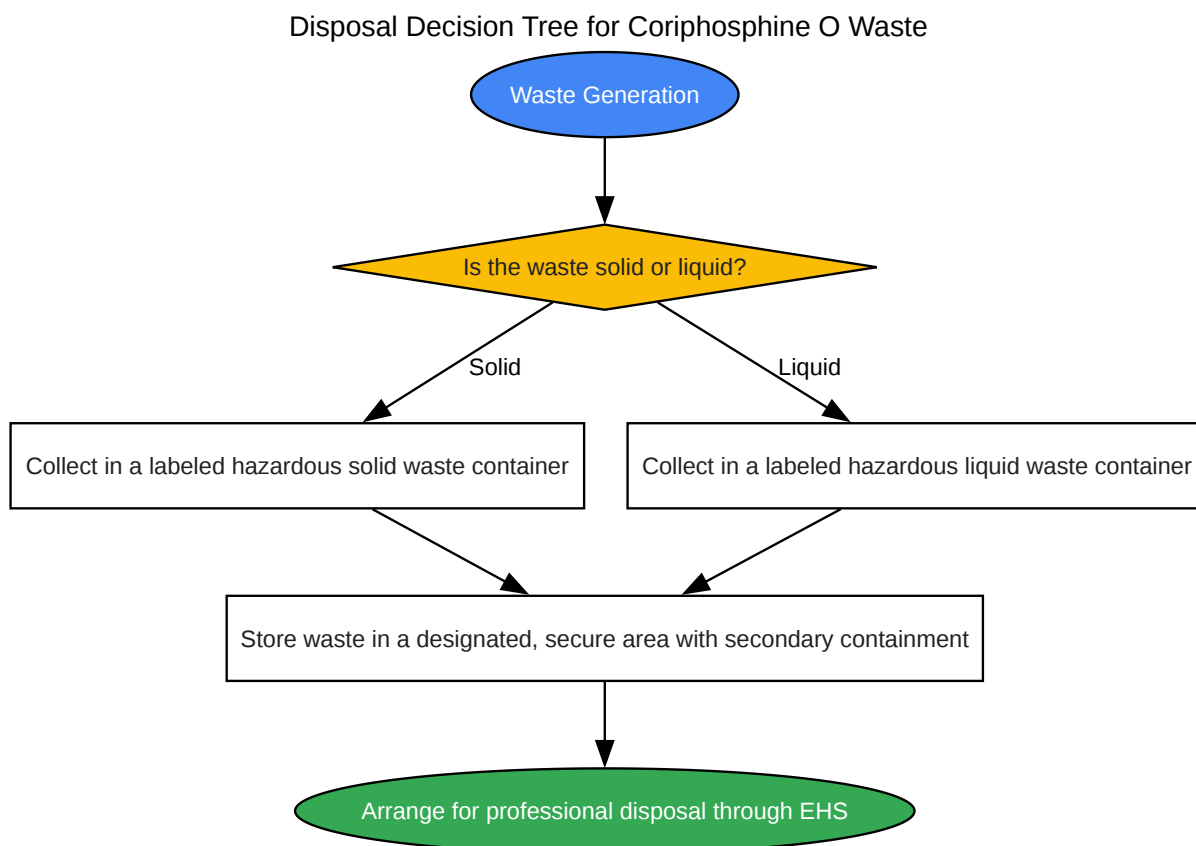 Disposal Decision Tree for Coriphosphine O Waste
Waste Generation
Is the waste solid or liquid?
Solid
Liquid
Collect in a labeled hazardous solid waste container
Collect in a labeled hazardous liquid waste container
Store waste in a designated, secure area with secondary containment
Arrange for professional disposal through EHS